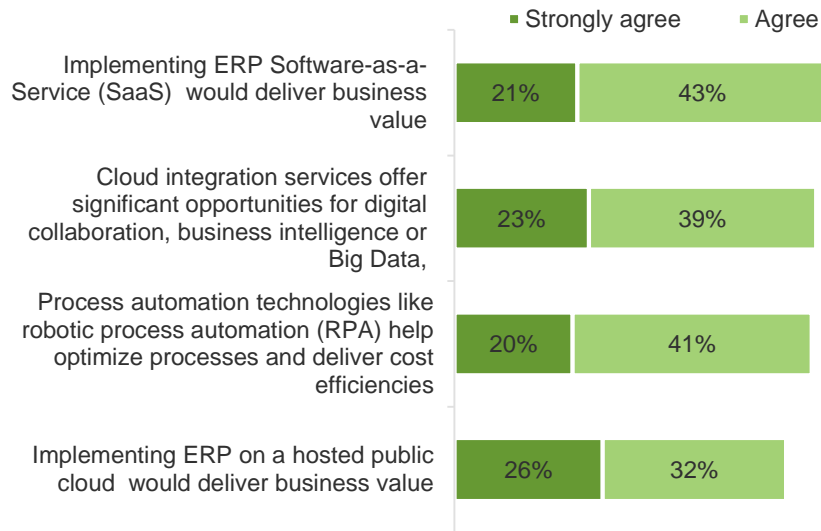 Strongly agree Agree
Implementing ERP Software-as-a-
Service (SaaS) would deliver business
value
21% 43%
Cloud integration services offer
significant opportunities for digital
collaboration, business intelligence or
Big Data,
23% 39%
Process automation technologies like
robotic process automation (RPA) help
optimize processes and deliver cost
efficiencies
20% 41%
Implementing ERP on a hosted public
cloud would deliver business value
26% 32%